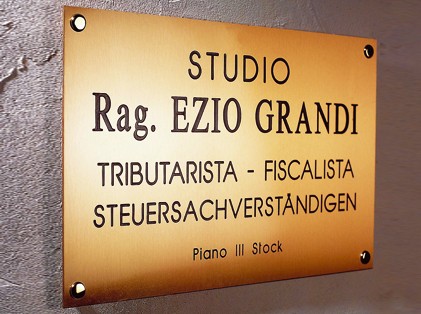 STUDIO
Rag. EZIO GRANDI
TRIBUTARISTA - FISCALISTA
STEUERSACHVERSTÄNDIGEN
Piano III Stock